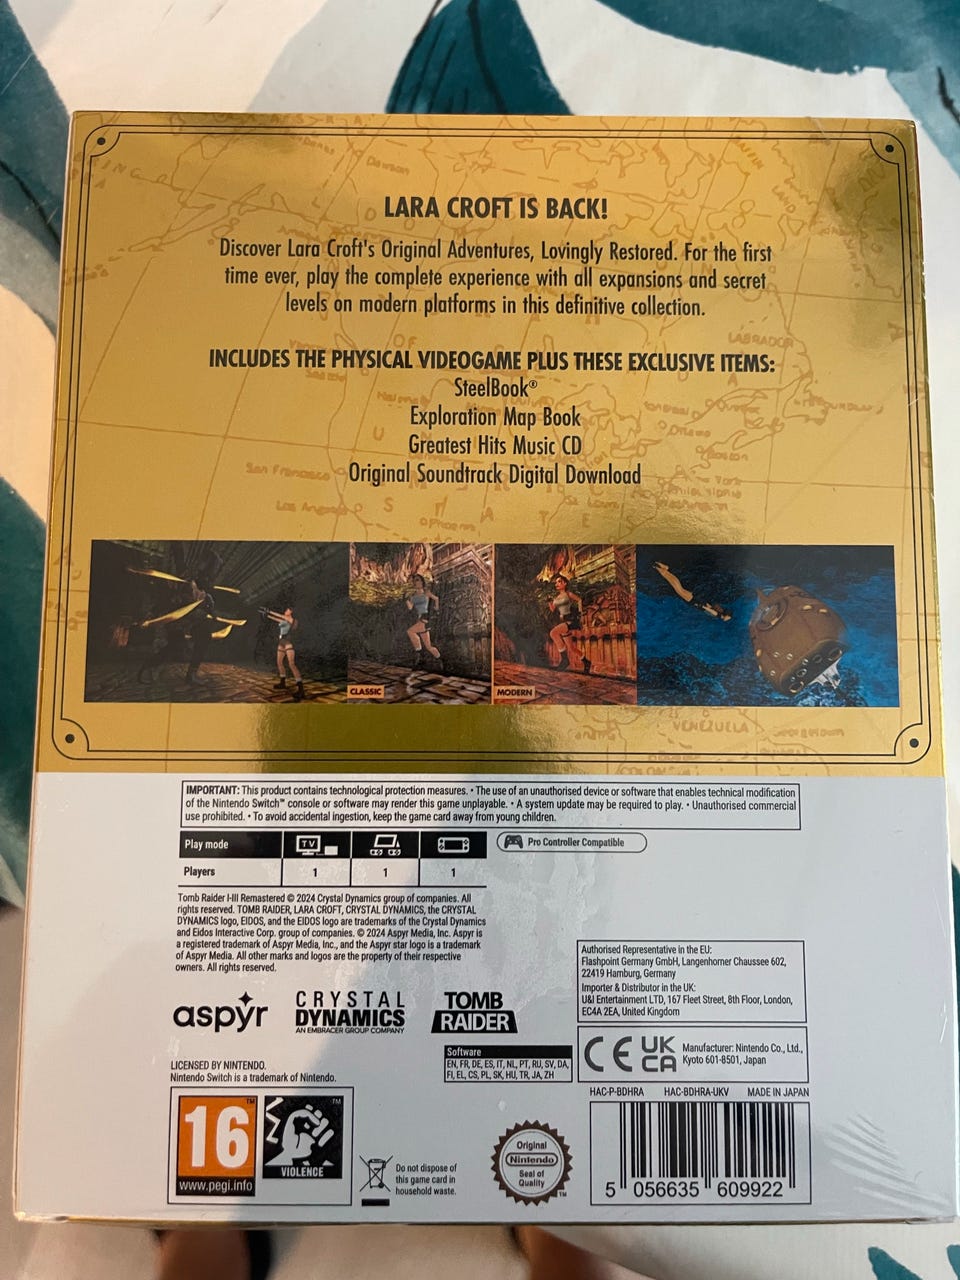 LARA CROFT IS BACK!
Discover Lara Croft's Original Adventures, Lovingly Restored. For the first
time ever, play the complete experience with all expansions and secret
levels on modern platforms in this definitive collection.
INCLUDES THE PHYSICAL VIDEOGAME PLUS THESE EXCLUSIVE ITEMS:
SteelBook®
Exploration Map Book
Greatest Hits Music CD
Original Soundtrack Digital Download
LABRADOR
San Francisco
CLASSIC
MODERN
VENEZUELA
IMPORTANT: This product contains technological protection measures. • The use of an unauthorised device or software that enables technical modification
of the Nintendo Switch™ console or software may render this game unplayable. • A system update may be required to play. • Unauthorised commercial
use prohibited. • To avoid accidental ingestion, keep the game card away from young children.
Play mode TV
Pro Controller Compatible
Players 1 1 1
Tomb Raider I-III Remastered © 2024 Crystal Dynamics group of companies. All
rights reserved. TOMB RAIDER, LARA CROFT, CRYSTAL DYNAMICS, the CRYSTAL
DYNAMICS logo, EIDOS, and the EIDOS logo are trademarks of the Crystal Dynamics
and Eidos Interactive Corp. group of companies. © 2024 Aspyr Media, Inc. Aspyr is
a registered trademark of Aspyr Media, Inc., and the Aspyr star logo is a trademark
of Aspyr Media. All other marks and logos are the property of their respective
owners. All rights reserved.
Authorised Representative in the EU:
Flashpoint Germany GmbH, Langenhorner Chaussee 602,
22419 Hamburg, Germany
Importer & Distributor in the UK:
U&I Entertainment LTD, 167 Fleet Street, 8th Floor, London,
EC4A 2EA, United Kingdom
aspyr
CRYSTAL
DYNAMICS
AN EMBRACER GROUP COMPANY
TOMB
RAIDER
Software
EN, FR, DE, ES, IT, NL, PT, RU, SV, DA,
FI, EL, CS, PL, SK, HU, TR, JA, ZH
CE UK
CA
Manufacturer: Nintendo Co., Ltd.,
Kyoto 601-8501, Japan
LICENSED BY NINTENDO.
Nintendo Switch is a trademark of Nintendo.
HAC-P-BDHRA HAC-BDHRA-UKV MADE IN JAPAN
16 ™
www.pegi.info
™
VIOLENCE
Do not dispose of
this game card in
household waste.
Original
Nintendo
Seal of
Quality
™
5 056635 609922